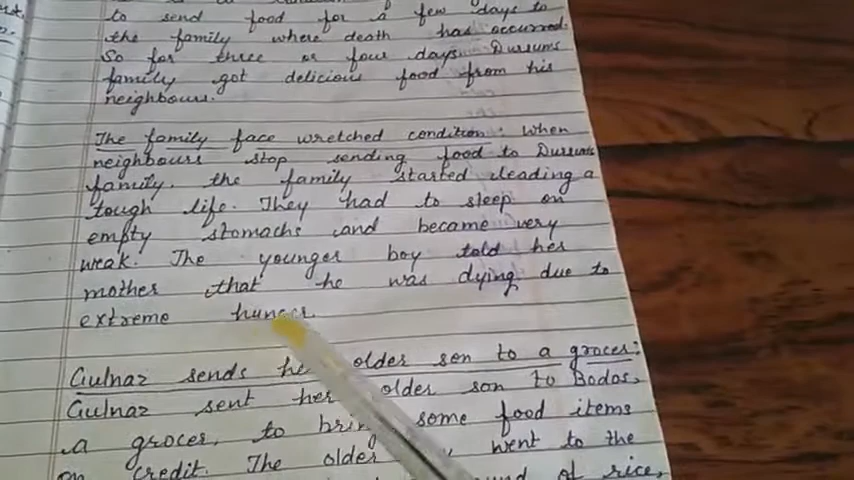 to send food for a few days to
the family where death has occurred.
So for three or four days Dursums
family got delicious food from his
neighbours.
The family face wretched condition: when
neighbours stop sending food to Dursums
family. the family started leading a
tough life. They had to sleep on
empty stomachs and became very
weak. The younger boy told her
mother that he was dying due to
extreme hunger.
Gulnaz sends her older son to a grocer:
Gulnaz sent her older son to Bodos,
a grocer, to bring some food items
on credit. The older went to the
of rice,